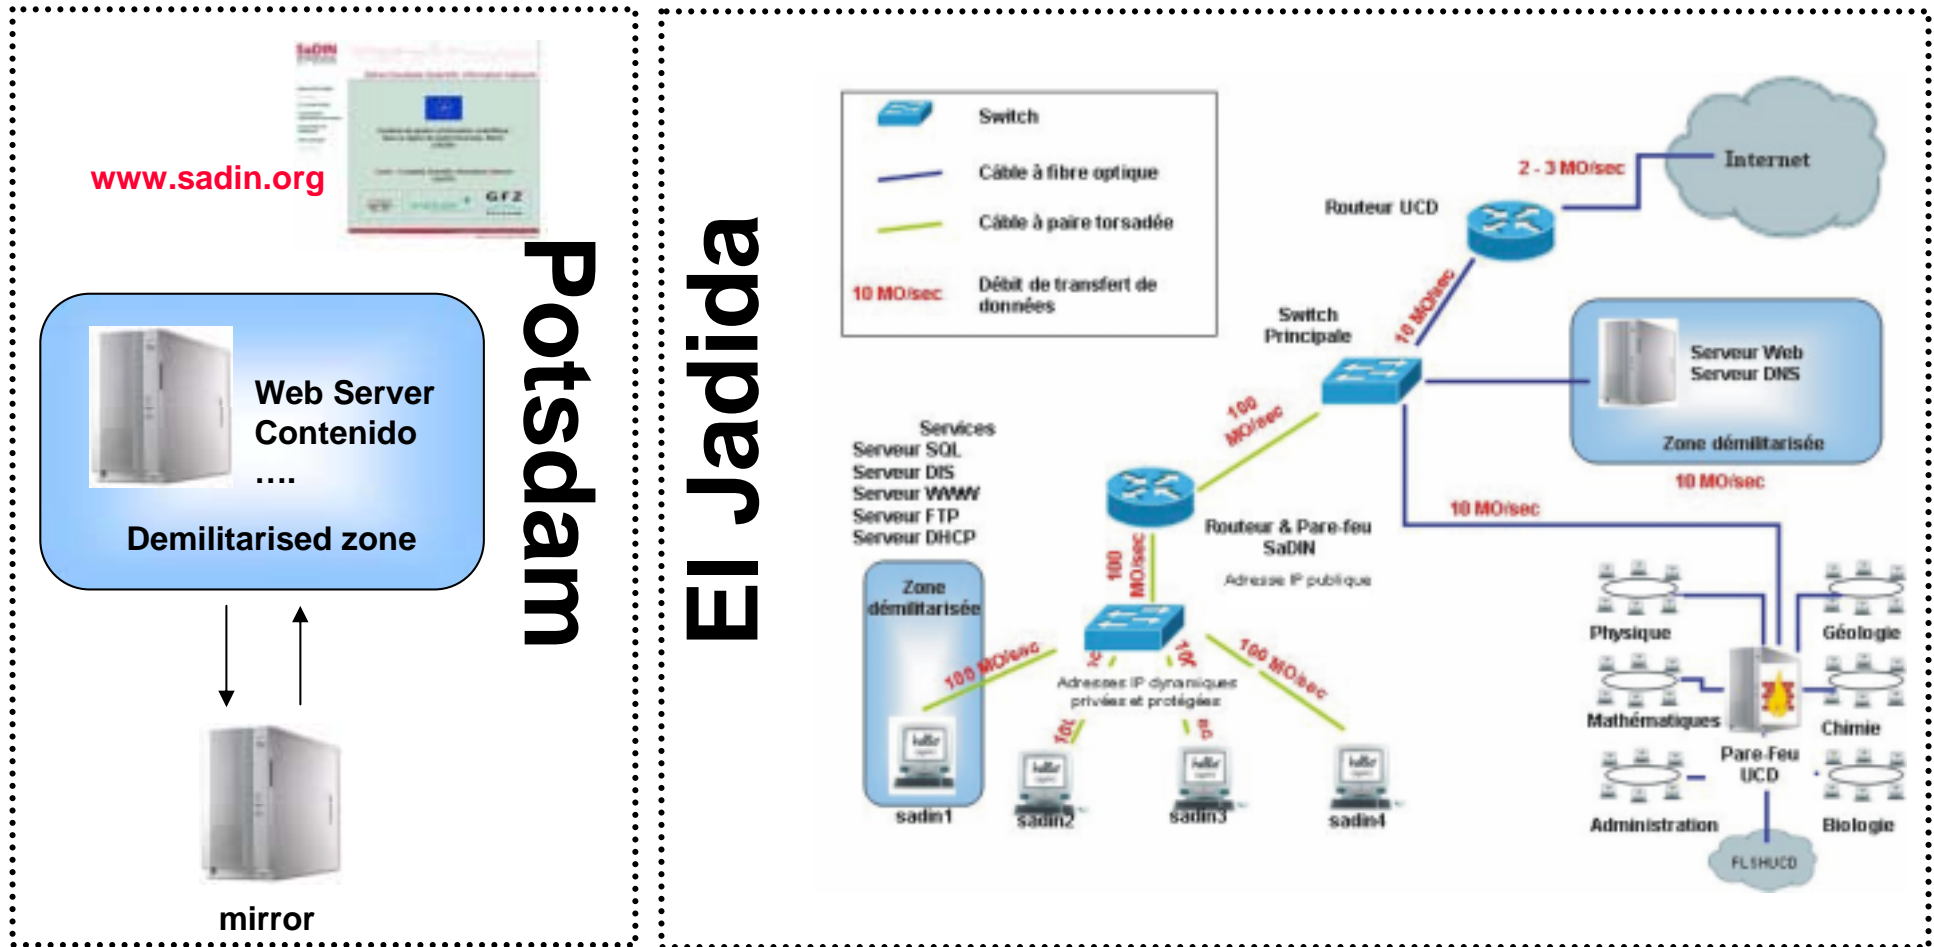 SaDIN
www.sadin.org
GFZ
Potsdam
Web Server
Contenido
....
Demilitarised zone
mirror
El Jadida
Switch
Câble à fibre optique
Câble à paire torsadée
10 MO/sec
Débit de transfert de
données
Internet
2 - 3 MO/sec
Routeur UCD
10 MO/sec
Switch
Principale
Serveur Web
Serveur DNS
Zone démilitarisée
10 MO/sec
10 MO/sec
100
MO/sec
Services
Serveur SQL
Serveur DIS
Serveur WWW
Serveur FTP
Serveur DHCP
Routeur & Pare-feu
SaDIN
Adresse IP publique
100
MO/sec
Zone
démilitarisée
100 MO/sec
100 MO/sec
Adresses IP dynamiques
privées et protégées
sadin1
sadin2
sadin3
sadin4
Physique
Géologie
Mathématiques
Chimie
Pare-Feu
UCD
Administration
Biologie
FLSHUCD